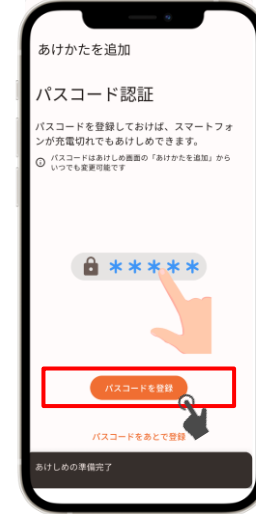 あけかたを追加
パスコード認証
パスコードを登録しておけば、スマートフォ
ンが充電切れでもあけしめできます。
パスコードはあけしめ画面の「あけかたを追加」から
いつでも変更可能です
*****
パスコードを登録
パスコードをあとで登録
あけしめの準備完了